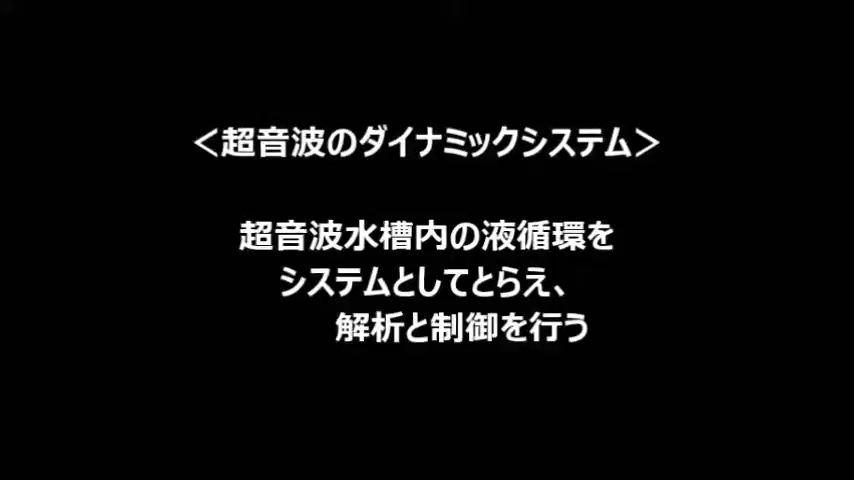 ＜超音波のダイナミックシステム＞
超音波水槽内の液循環を
システムとしてとらえ、
解析と制御を行う